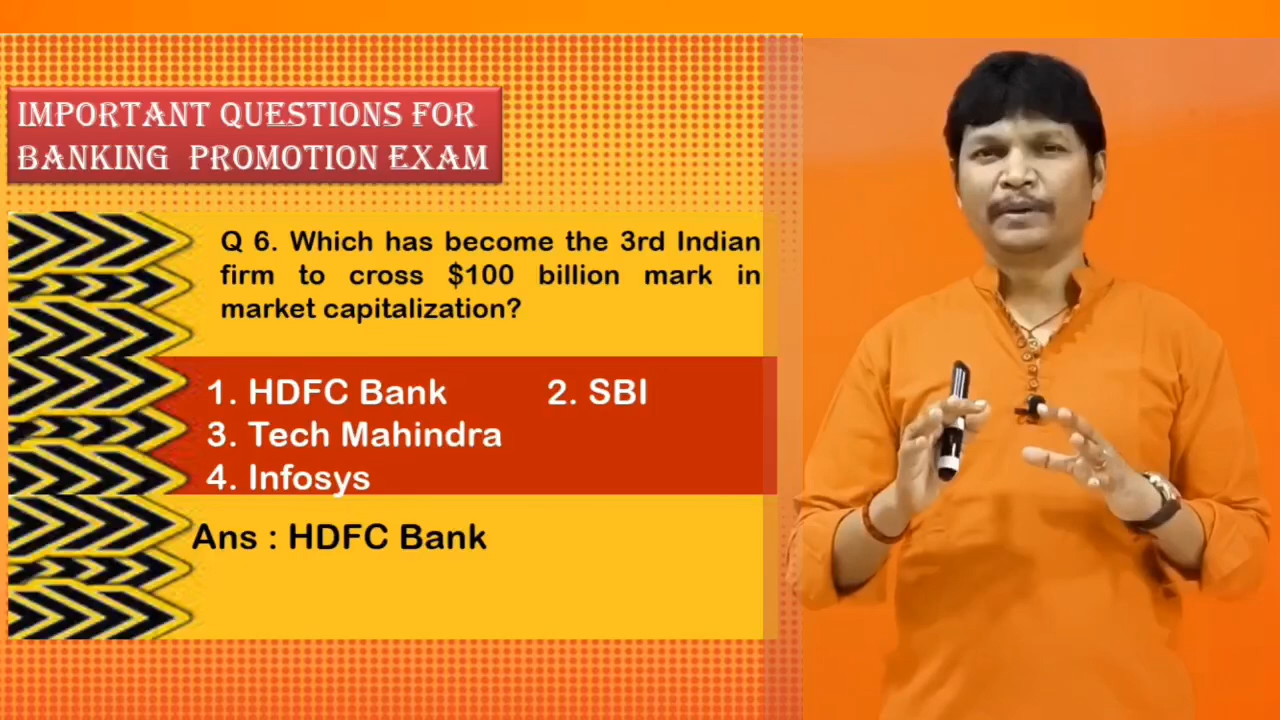 IMPORTANT QUESTIONS FOR
BANKING PROMOTION EXAM
Q 6. Which has become the 3rd Indian
firm to cross $100 billion mark in
market capitalization?
1. HDFC Bank 2. SBI
3. Tech Mahindra
4. Infosys
Ans : HDFC Bank